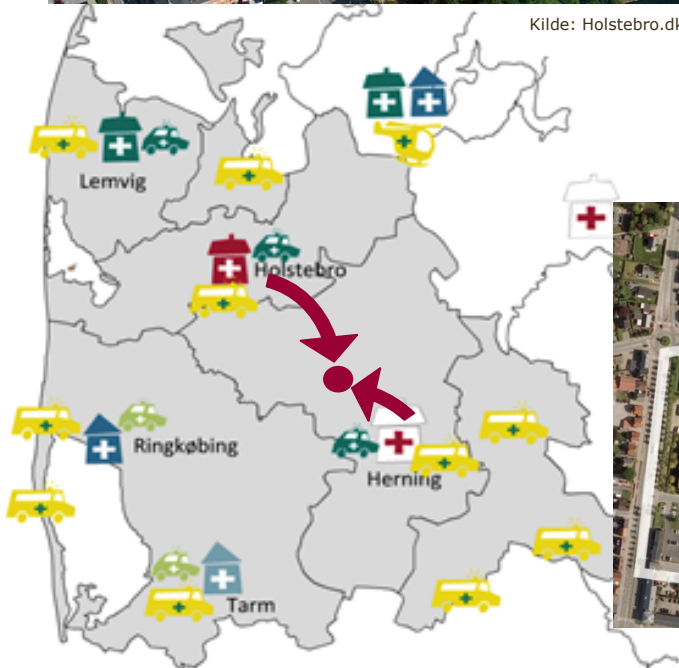 Kilde: Holstebro.dk
Lemvig
Holstebro
Ringkøbing
Herning
Tarm